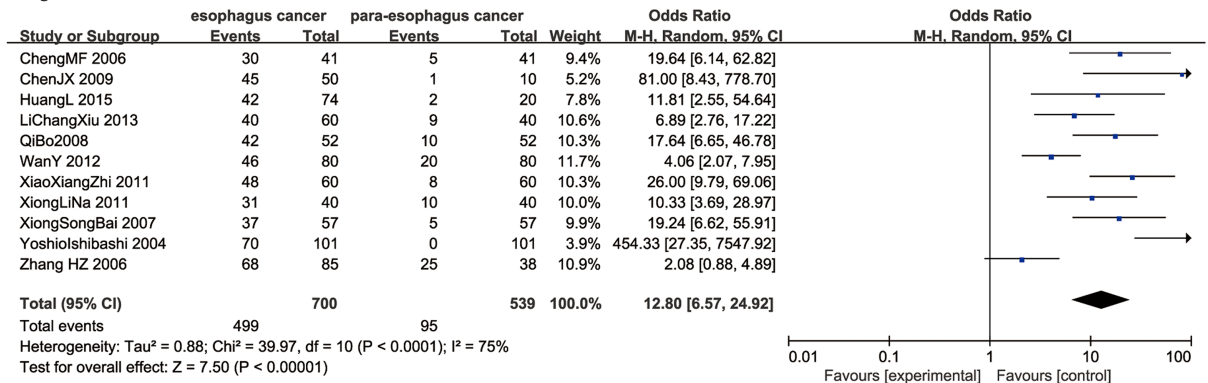 esophagus cancer para-esophagus cancer Odds Ratio Odds Ratio
Study or Subgroup Events Total Events Total Weight M-H, Random, 95% CI M-H, Random, 95% CI
ChengMF 2006 30 41 5 41 9.4% 19.64 [6.14, 62.82]
ChenJX 2009 45 50 1 10 5.2% 81.00 [8.43, 778.70]
HuangL 2015 42 74 2 20 7.8% 11.81 [2.55, 54.64]
LiChangXiu 2013 40 60 9 40 10.6% 6.89 [2.76, 17.22]
QiBo2008 42 52 10 52 10.3% 17.64 [6.65, 46.78]
WanY 2012 46 80 20 80 11.7% 4.06 [2.07, 7.95]
XiaoXiangZhi 2011 48 60 8 60 10.3% 26.00 [9.79, 69.06]
XiongLiNa 2011 31 40 10 40 10.0% 10.33 [3.69, 28.97]
XiongSongBai 2007 37 57 5 57 9.9% 19.24 [6.62, 55.91]
YoshioIshibashi 2004 70 101 0 101 3.9% 454.33 [27.35, 7547.92]
Zhang HZ 2006 68 85 25 38 10.9% 2.08 [0.88, 4.89]
Total (95% CI) 700 539 100.0% 12.80 [6.57, 24.92]
Total events 499 95
Heterogeneity: Tau² = 0.88; Chi² = 39.97, df = 10 (P < 0.0001); I² = 75%
Test for overall effect: Z = 7.50 (P < 0.00001)
0.01 0.1 1 10 100
Favours [experimental] Favours [control]